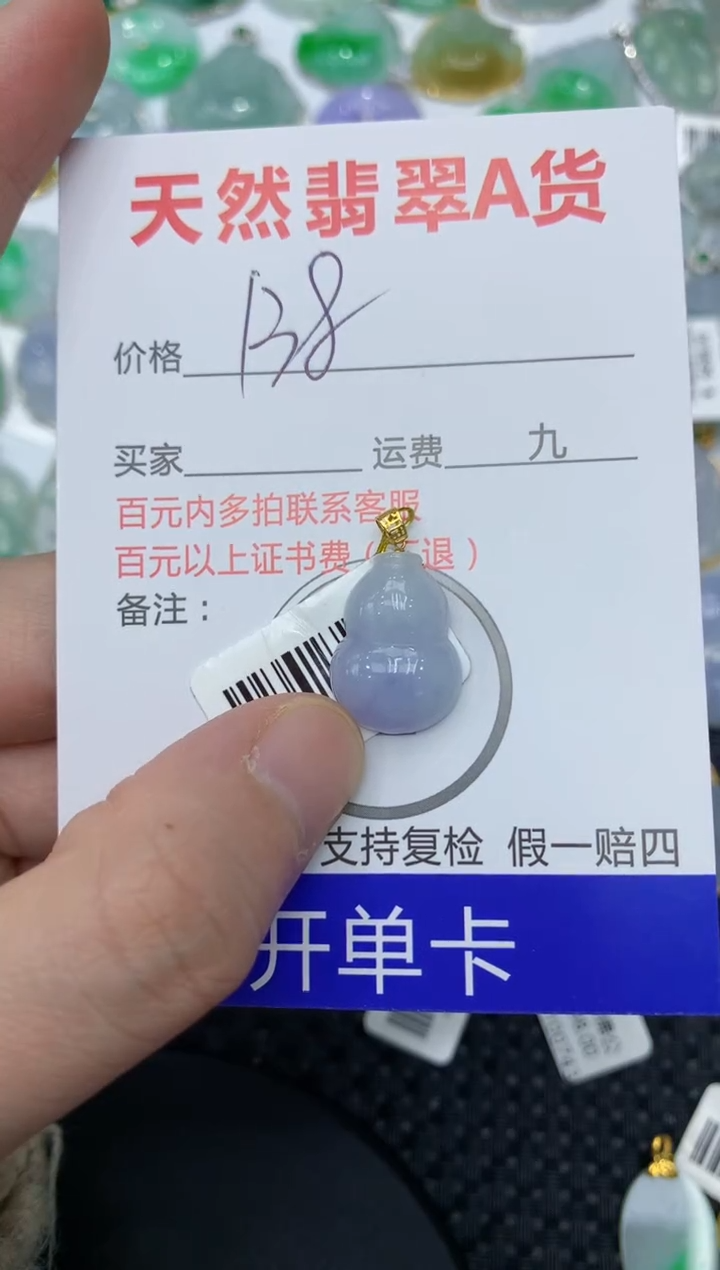 天然翡翠A货
价格 138
买家 运费 九
百元内多拍联系客服
百元以上证书费( 退)
备注：
支持复检 假一赔四
开单卡